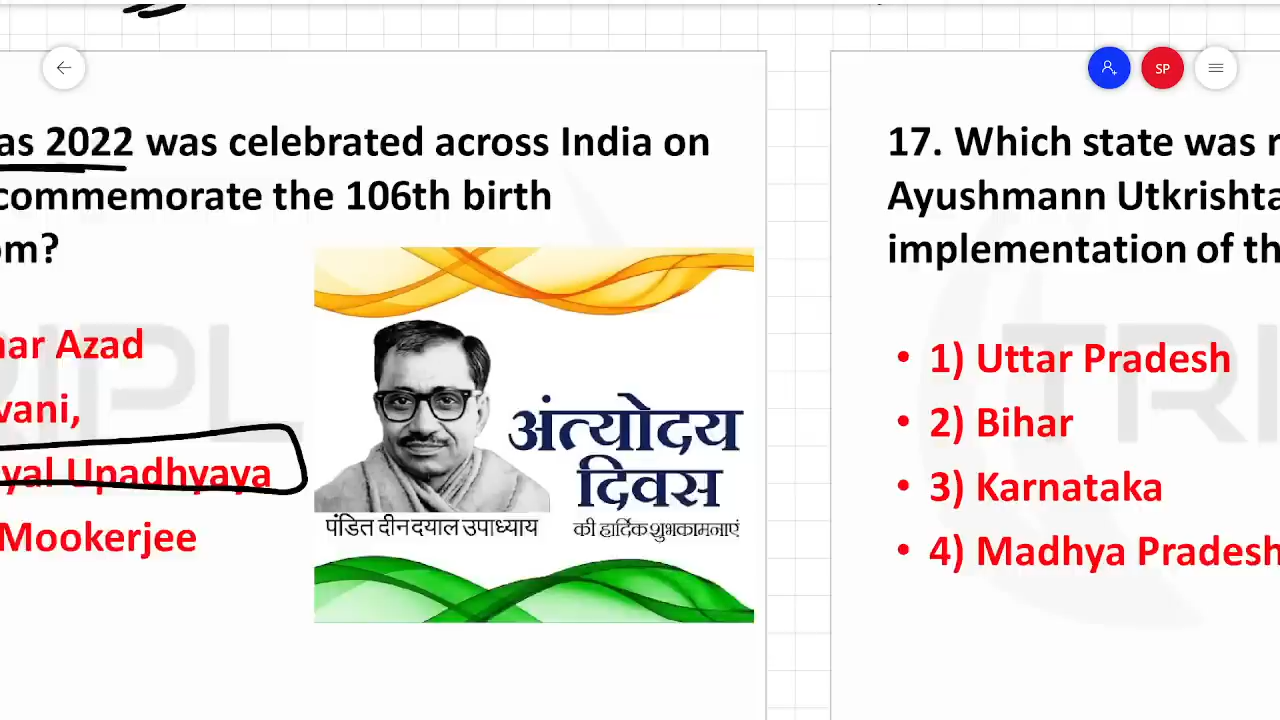 SP
as 2022 was celebrated across India on
commemorate the 106th birth
om?
har Azad
vani,
yal Upadhyaya
Mookerjee
अंत्योदय
दिवस
की हार्दिक शुभकामनाएं
पंडित दीनदयाल उपाध्याय
17. Which state was r
Ayushmann Utkrishta
implementation of th
• 1) Uttar Pradesh
• 2) Bihar
• 3) Karnataka
• 4) Madhya Pradesh